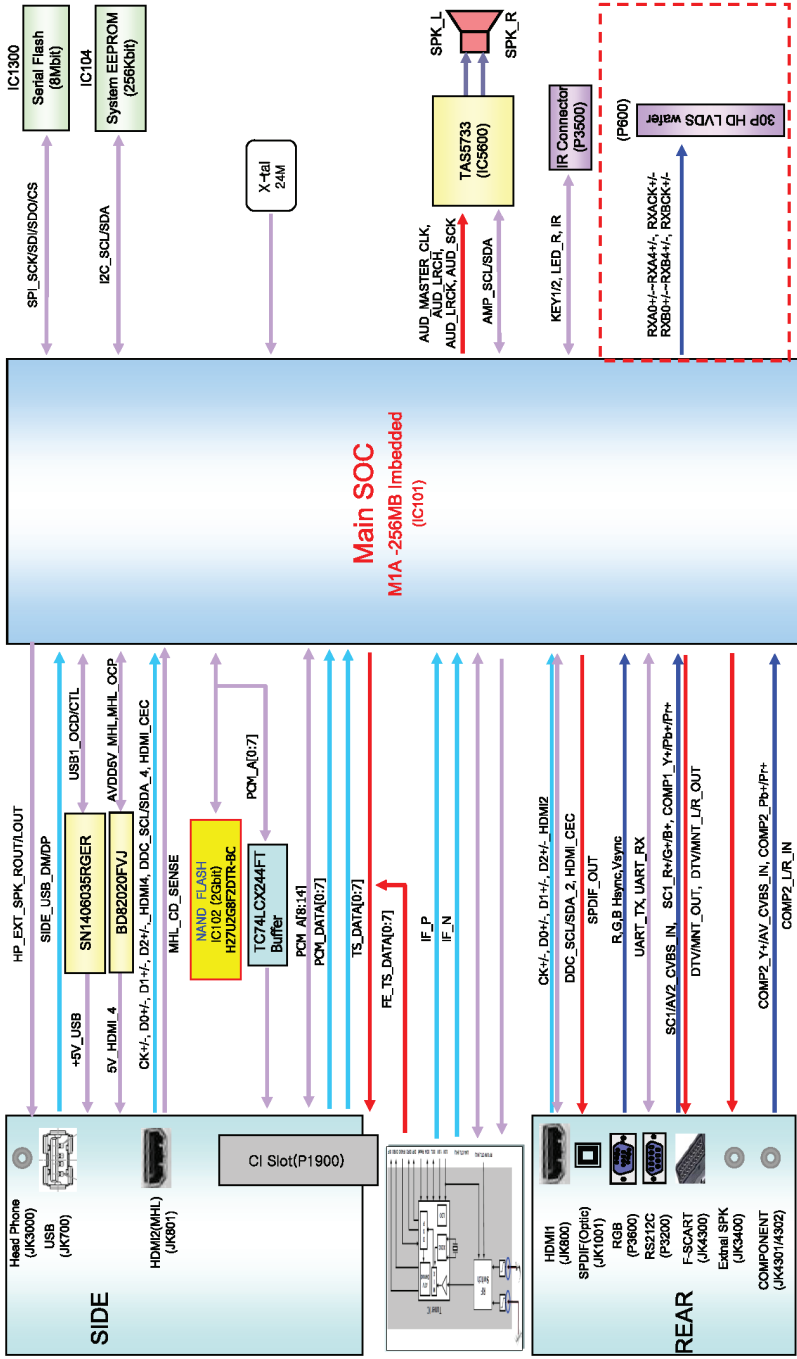 SIDE
Head Phone
(JK3000)
USB
(JK700)
HDMI2(MHL)
(JK801)
CI Slot(P1900)
REAR
HDMI1
(JK800)
SPDIF(Optic)
(JK1001)
RGB
(P3600)
RS212C
(P3200)
F-SCART
(JK4300)
Extnal SPK
(JK3400)
COMPONENT
(JK4301/4302)
HP_EXT_SPK_ROUT/LOUT
SIDE_USB_DM/DP
+5V_USB
SN1406035RGER
USB1_OCD/CTL
5V_HDMI_4
BD82020FVJ
AVDD5V_MHL,MHL_OCP
CK+/-, D0+/-, D1+/-, D2+/-_HDMI4, DDC_SCL/SDA_4, HDMI_CEC
MHL_CD_SENSE
NAND FLASH
IC102 (2Gbit)
H27U2G8F2DTR-BC
TC74LCX244FT
Buffer
PCM_A[0:7]
PCM_A[8:14]
PCM_DATA[0:7]
TS_DATA[0:7]
FE_TS_DATA[0:7]
IF_P
IF_N
CK+/-, D0+/-, D1+/-, D2+/-_HDMI2
DDC_SCL/SDA_2, HDMI_CEC
SPDIF_OUT
R,G,B Hsync,Vsync
UART_TX, UART_RX
SC1/AV2_CVBS_IN, SC1_R+/G+/B+, COMP1_Y+/Pb+/Pr+
DTV/MNT_OUT, DTV/MNT_L/R_OUT
COMP2_Y+/AV_CVBS_IN, COMP2_Pb+/Pr+
COMP2_L/R_IN
Main SOC
M1A -256MB Imbedded
(IC101)
SPI_SCK/SDI/SDO/CS
IC1300
Serial Flash
(8Mbit)
I2C_SCL/SDA
IC104
System EEPROM
(256Kbit)
X-tal
24M
AUD_MASTER_CLK,
AUD_LRCH,
AUD_LRCK, AUD_SCK
AMP_SCL/SDA
TAS5733
(IC5600)
SPK_L
SPK_R
KEY1/2, LED_R, IR
IR Connector
(P3500)
RXA0+/-~RXA4+/-, RXACK+/-
RXB0+/-~RXB4+/-, RXBCK+/-
(P600)
30P HD LVDS wafer